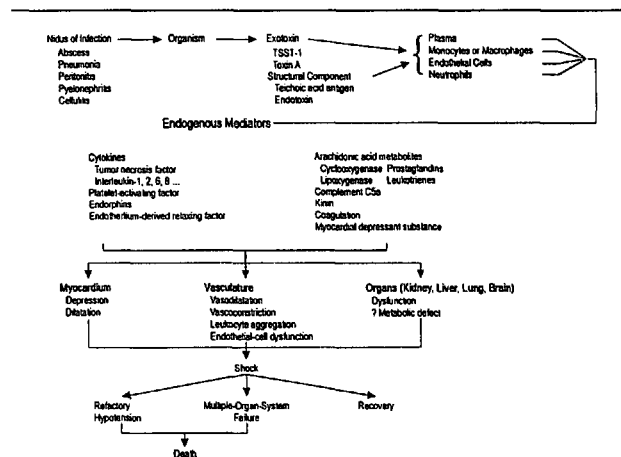 Nidus of Infection
Organism
Exotoxin
Abscess
Pneumonia
Peritonitis
Pyelonephritis
Cellulitis
TSST-1
Toxin A
Structural Component
Teichoic acid antigen
Endotoxin
Plasma
Monocytes or Macrophages
Endothelial Cells
Neutrophils
Endogenous Mediators
Cytokines
Tumor necrosis factor
Interleukin-1, 2, 6, 8 ...
Platelet-activating factor
Endorphins
Endothelium-derived relaxing factor
Arachidonic acid metabolites
Cyclooxygenase Prostaglandins
Lipoxygenase Leukotrienes
Complement C5a
Kinin
Coagulation
Myocardial depressant substance
Myocardium
Depression
Dilatation
Vasculature
Vasodilatation
Vasoconstriction
Leukocyte aggregation
Endothelial-cell dysfunction
Organs (Kidney, Liver, Lung, Brain)
Dysfunction
? Metabolic defect
Shock
Refactory
Hypotension
Multiple-Organ-System
Failure
Recovery
Death